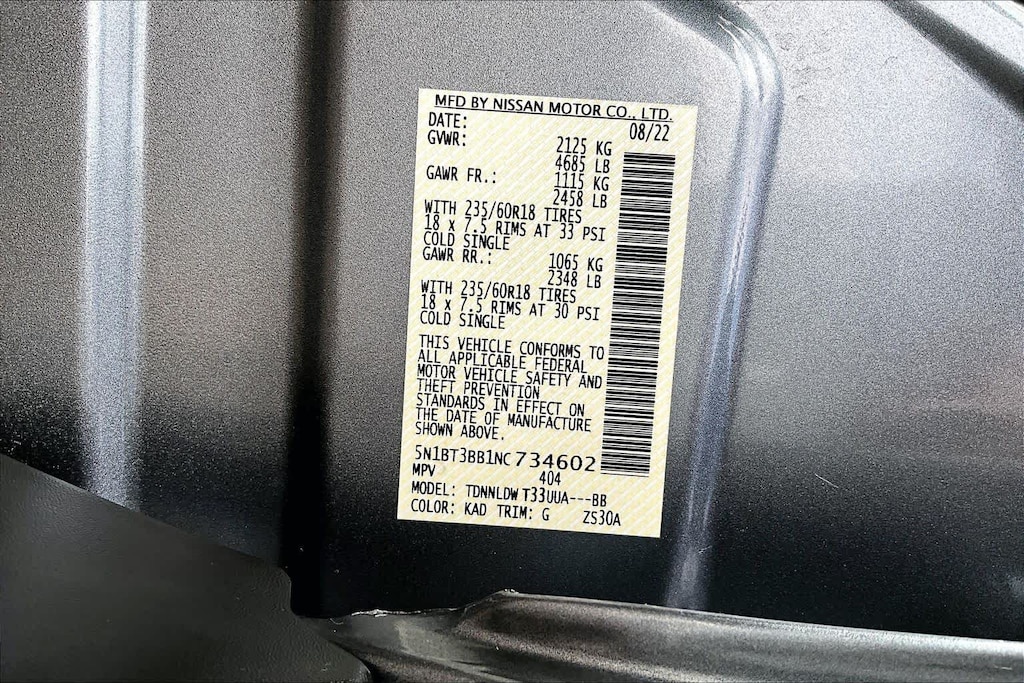 MFD BY NISSAN MOTOR CO., LTD.
DATE: 08/22
GVWR: 2125 KG
4685 LB
GAWR FR.: 1115 KG
2458 LB
WITH 235/60R18 TIRES
18 x 7.5 RIMS AT 33 PSI
COLD SINGLE
GAWR RR.: 1065 KG
2348 LB
WITH 235/60R18 TIRES
18 x 7.5 RIMS AT 30 PSI
COLD SINGLE
THIS VEHICLE CONFORMS TO
ALL APPLICABLE FEDERAL
MOTOR VEHICLE SAFETY AND
THEFT PREVENTION
STANDARDS IN EFFECT ON
THE DATE OF MANUFACTURE
SHOWN ABOVE.
5N1BT3BB1NC734602
MPV 404
MODEL: TDNNLDWT33UUA---BB
COLOR: KAD TRIM: G ZS30A